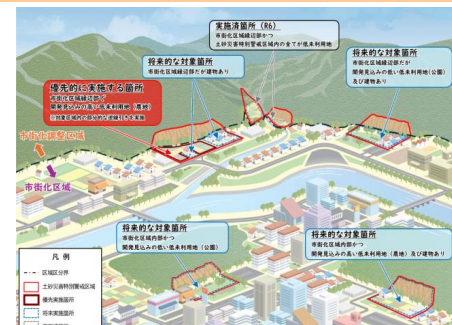 実施済箇所（R6）
市街化区域縁辺部かつ
土砂災害特別警戒区域内の全てが低未利用地
将来的な対象箇所
市街化区域縁辺部だが建物あり
将来的な対象箇所
市街化区域縁辺部だが
開発見込みの低い低未利用地（公園）
及び建物あり
優先的に実施する箇所
市街化区域縁辺部で
開発見込みの高い低未利用地（農地）
市街化調整区域
市街化区域
将来的な対象箇所
市街化区域内部かつ
開発見込みの低い低未利用地（公園）
将来的な対象箇所
市街化区域内部かつ
開発見込みの高い低未利用地（農地）及び建物あり
凡 例
区域区分界
土砂災害特別警戒区域
優先実施箇所
将来実施箇所